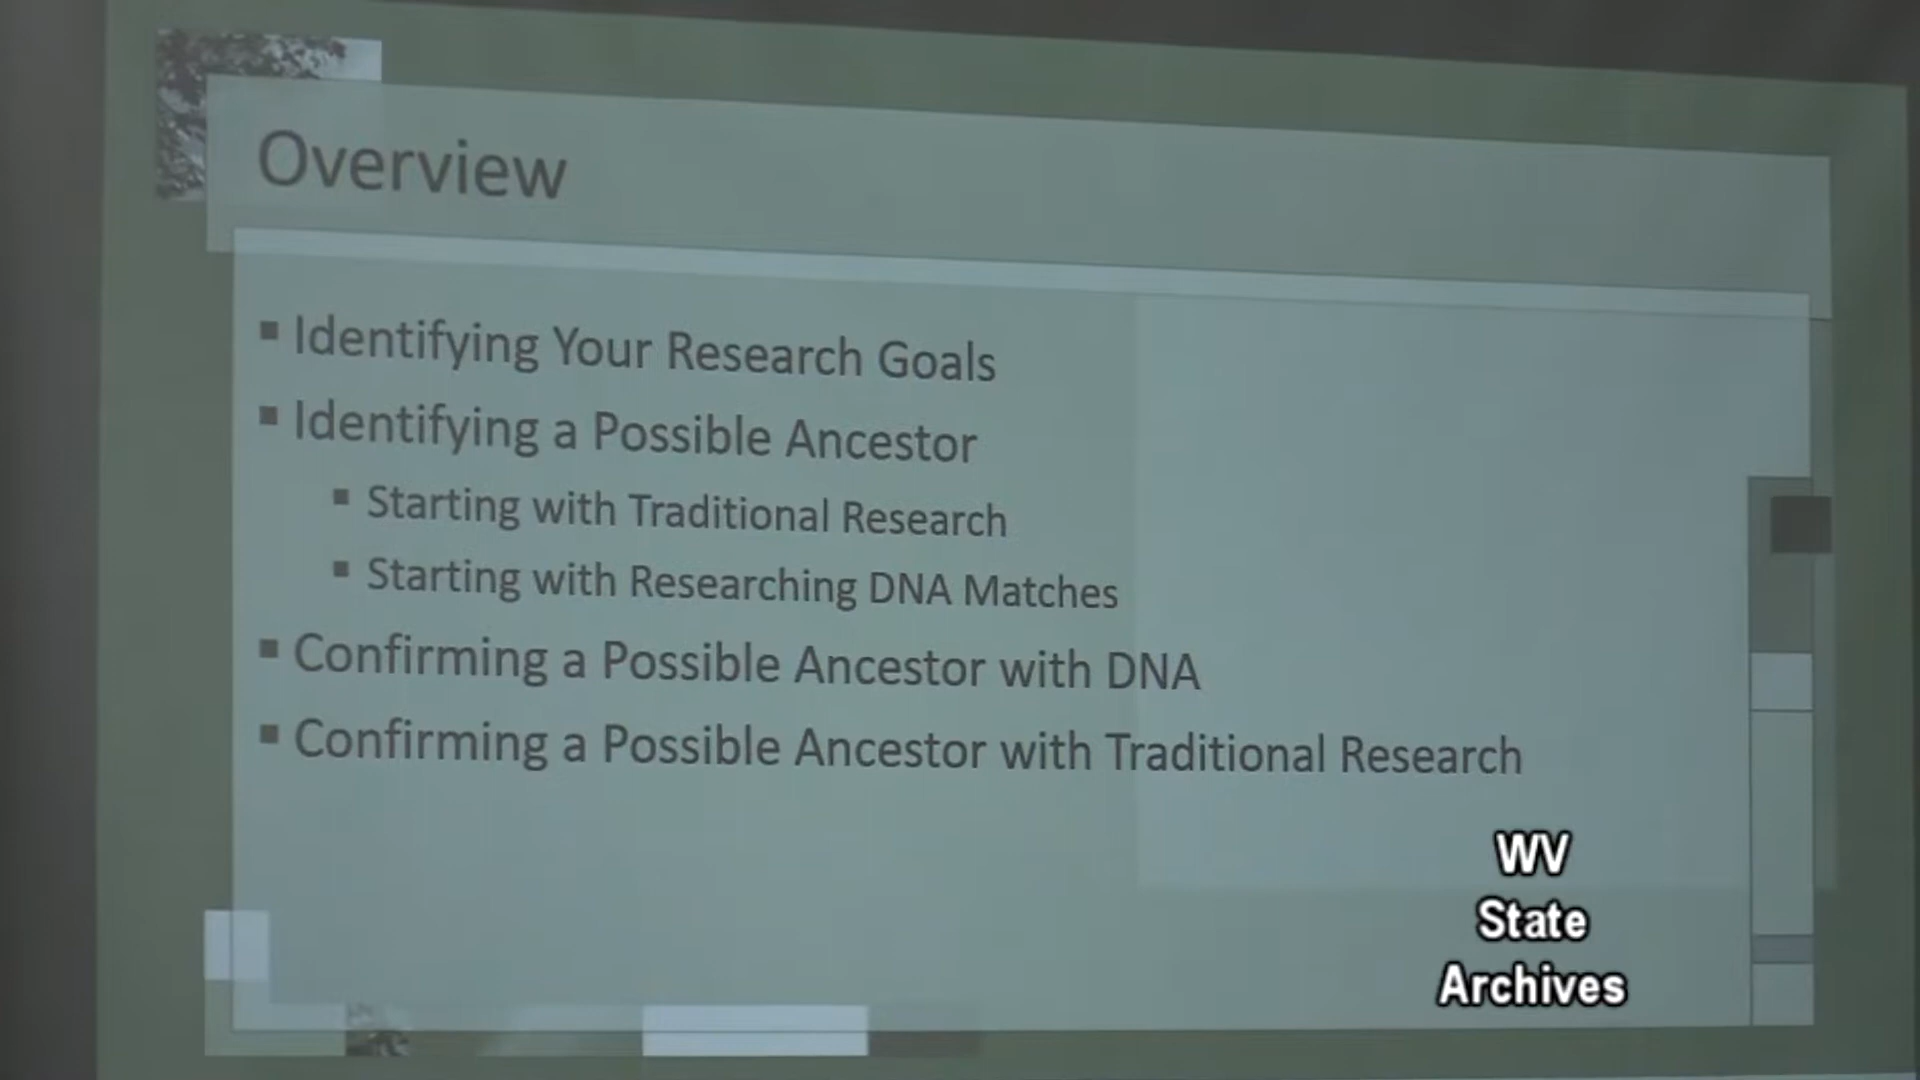 Overview
▪ Identifying Your Research Goals
▪ Identifying a Possible Ancestor
▪ Starting with Traditional Research
▪ Starting with Researching DNA Matches
▪ Confirming a Possible Ancestor with DNA
▪ Confirming a Possible Ancestor with Traditional Research
WV
State
Archives